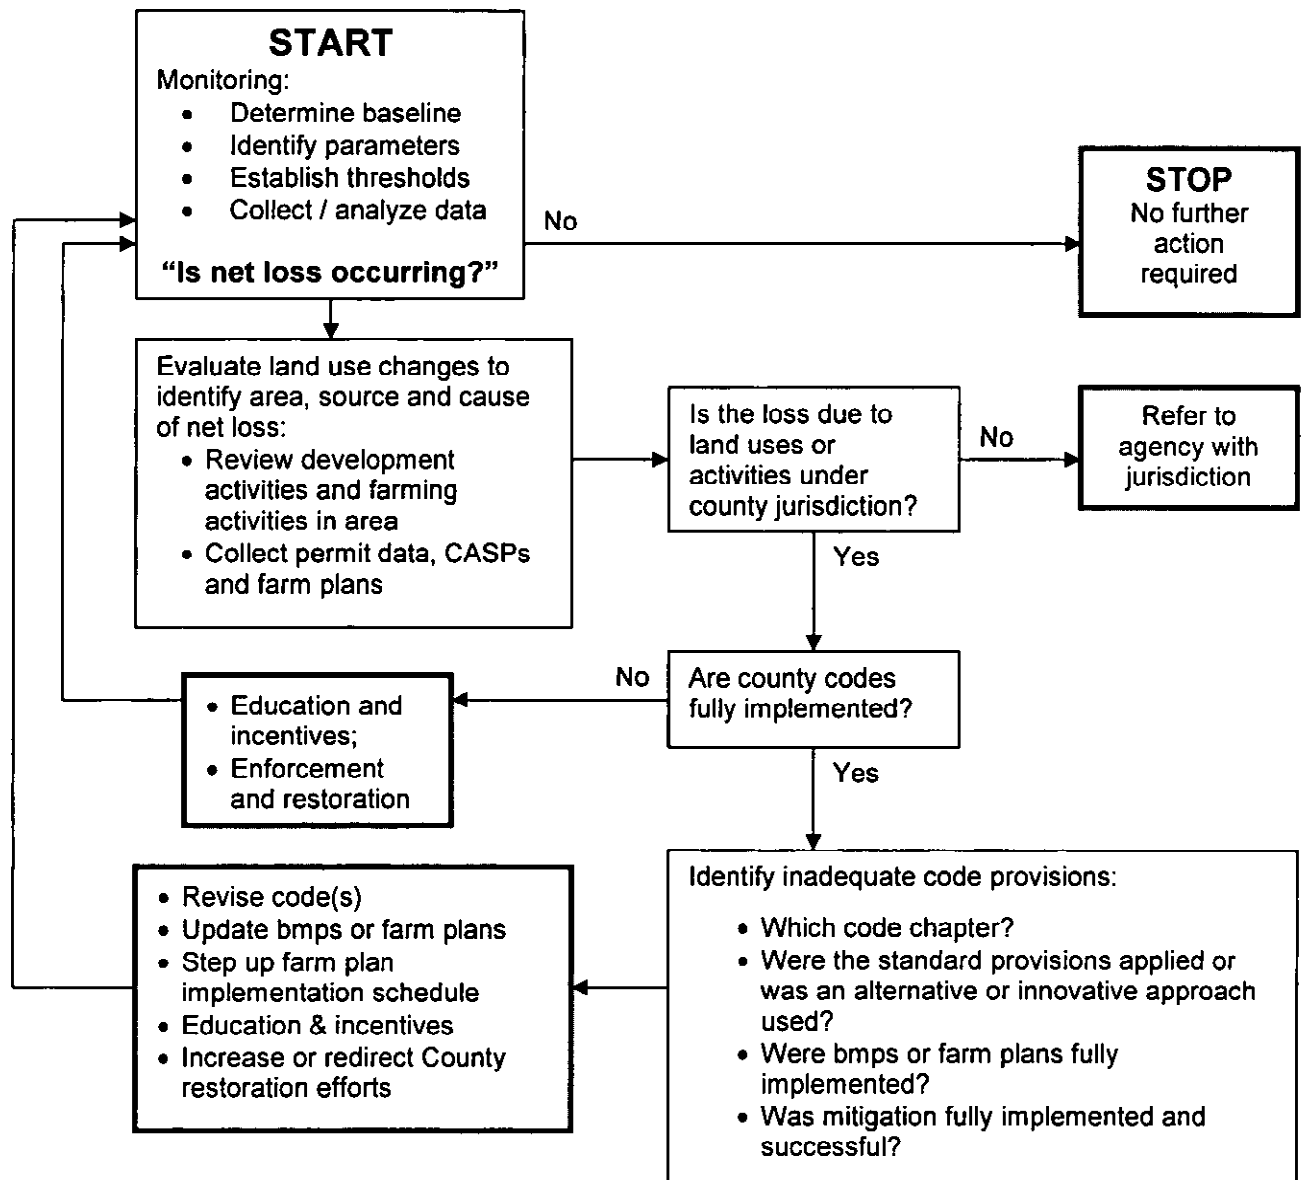 START
Monitoring:
• Determine baseline
• Identify parameters
• Establish thresholds
• Collect / analyze data
“Is net loss occurring?”
No
STOP
No further
action
required
Evaluate land use changes to
identify area, source and cause
of net loss:
• Review development
activities and farming
activities in area
• Collect permit data, CASPs
and farm plans
Is the loss due to
land uses or
activities under
county jurisdiction?
No
Refer to
agency with
jurisdiction
Yes
Are county codes
fully implemented?
No
• Education and
incentives;
• Enforcement
and restoration
Yes
Identify inadequate code provisions:
• Which code chapter?
• Were the standard provisions applied or
was an alternative or innovative approach
used?
• Were bmps or farm plans fully
implemented?
• Was mitigation fully implemented and
successful?
• Revise code(s)
• Update bmps or farm plans
• Step up farm plan
implementation schedule
• Education & incentives
• Increase or redirect County
restoration efforts